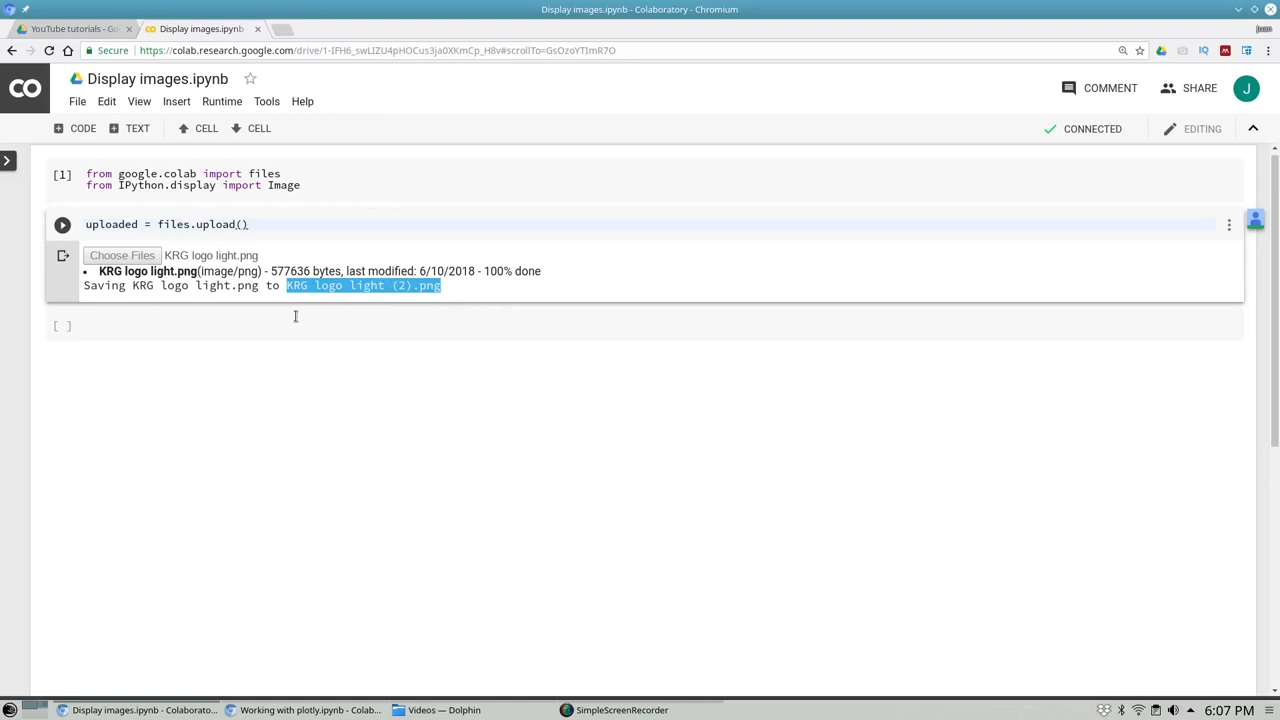 Display images.ipynb - Colaboratory - Chromium
YouTube tutorials - Go
Display images.ipynb - Colaboratory
juan
Secure
https://colab.research.google.com/drive/1-IFH6_swLIZU4pHOCus3ja0XKmCp_H8v#scrollTo=GsOzoYTImR7O
IQ
CO
Display images.ipynb
File Edit View Insert Runtime Tools Help
COMMENT
SHARE
J
CODE TEXT CELL CELL
CONNECTED
EDITING
[1]
from google.colab import files
from IPython.display import Image
uploaded = files.upload()
Choose Files KRG logo light.png
• KRG logo light.png(image/png) - 577636 bytes, last modified: 6/10/2018 - 100% done
Saving KRG logo light.png to KRG logo light (2).png
[ ]
Display images.ipynb - Colaborato...
Working with plotly.ipynb - Colab...
Videos — Dolphin
SimpleScreenRecorder
6:07 PM